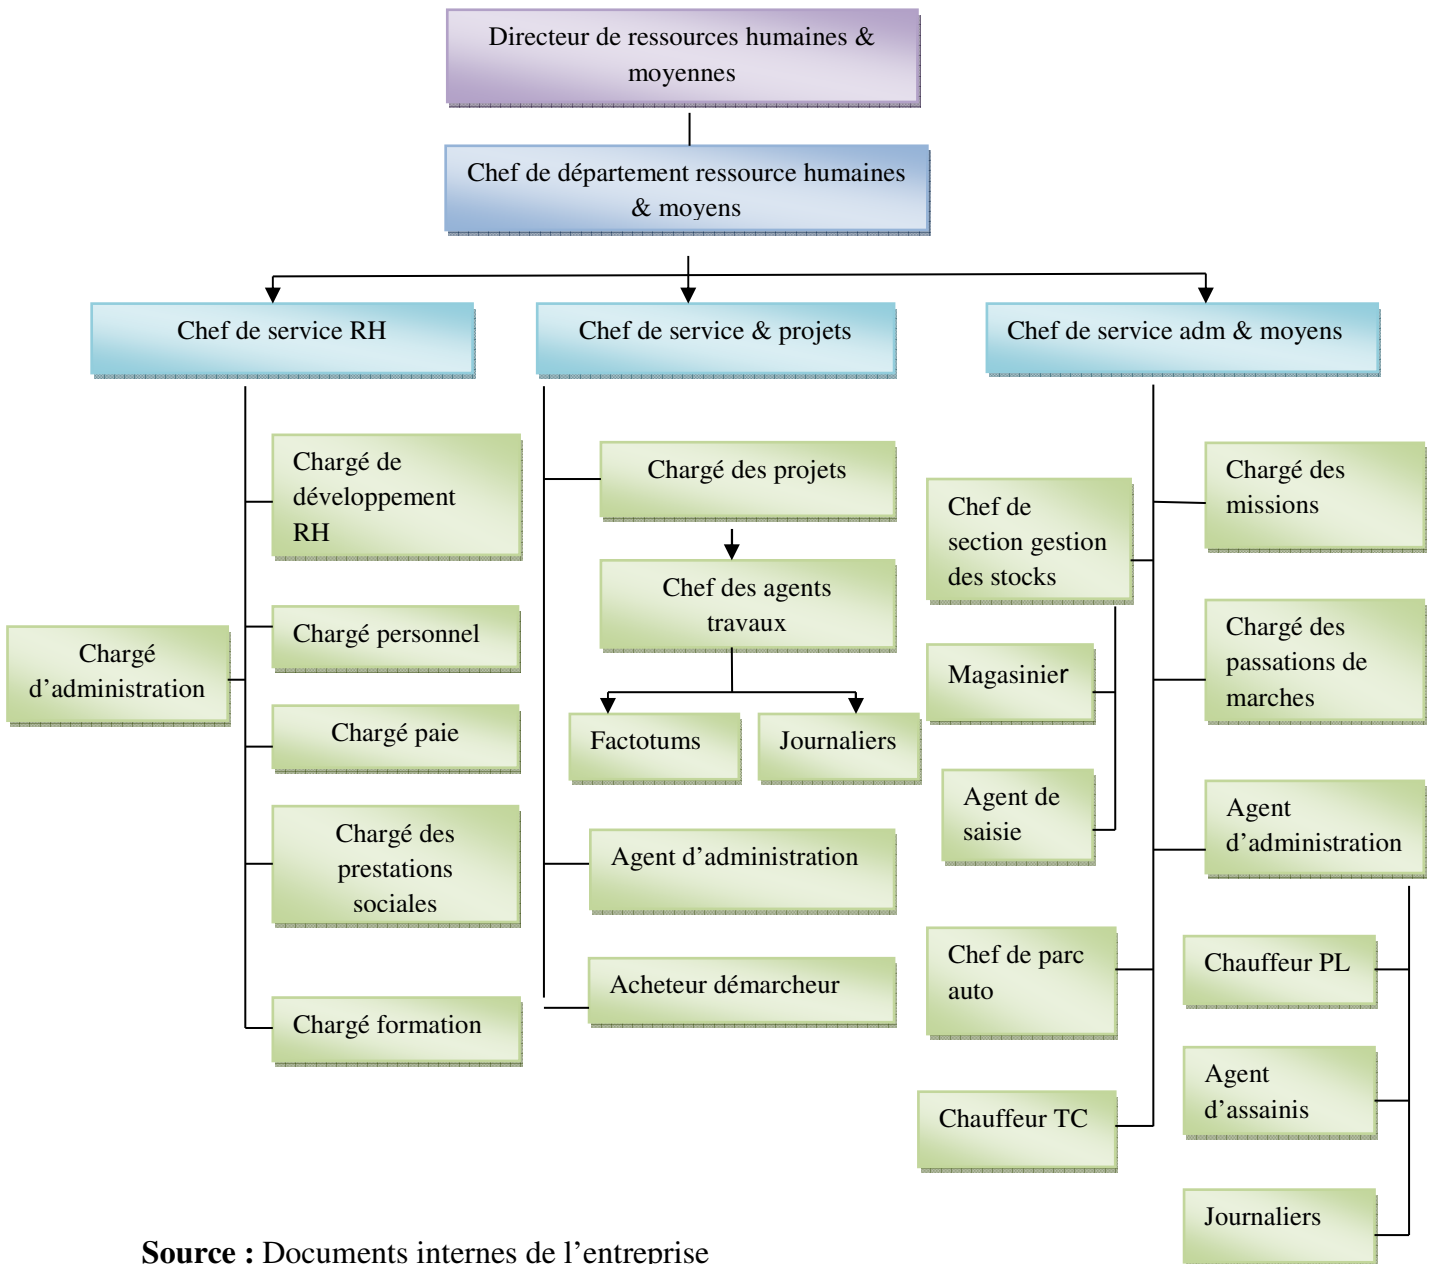 Directeur de ressources humaines &
moyennes
Chef de département ressource humaines
& moyens
Chef de service RH
Chef de service & projets
Chef de service adm & moyens
Chargé de
développement
RH
Chargé personnel
Chargé
d’administration
Chargé paie
Chargé des
prestations
sociales
Chargé formation
Chargé des projets
Chef des agents
travaux
Factotums
Journaliers
Agent d’administration
Acheteur démarcheur
Chef de
section gestion
des stocks
Magasinier
Agent de
saisie
Chef de parc
auto
Chauffeur TC
Chargé des
missions
Chargé des
passations de
marches
Agent
d’administration
Chauffeur PL
Agent
d’assainis
Journaliers
Source : Documents internes de l’entreprise